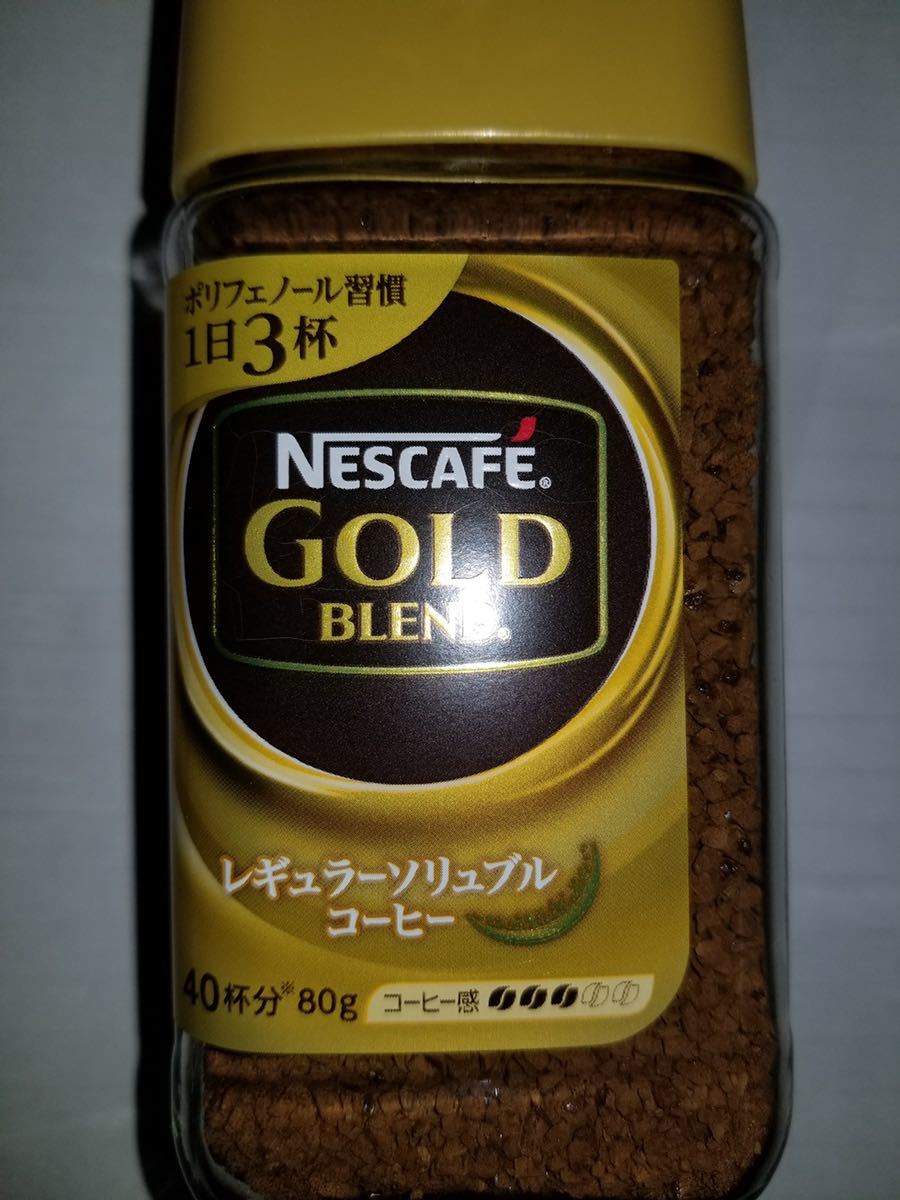 ポリフェノール習慣
1日3杯
NESCAFÉ®
GOLD
BLEND®
レギュラーソリュブル
コーヒー
40杯分※80g コーヒー感